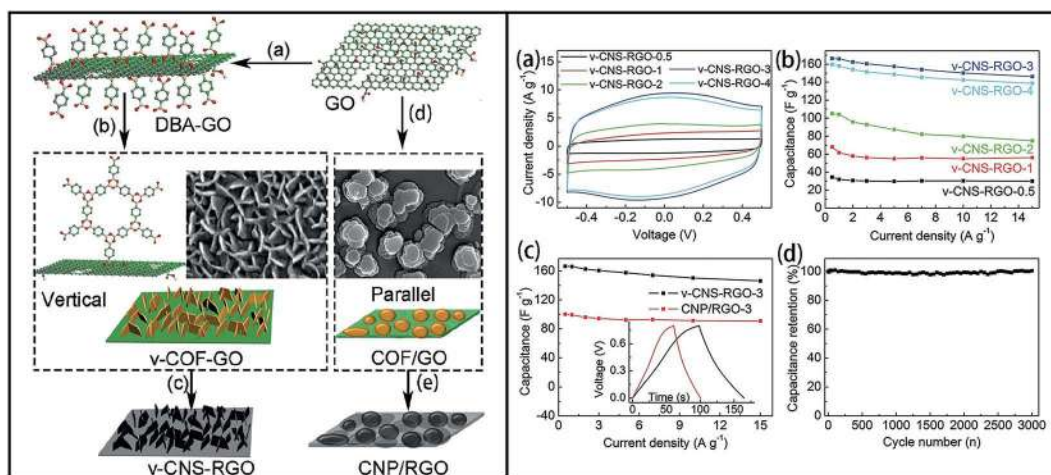 (a)
GO
DBA-GO
(b)
(d)
Vertical
v-COF-GO
Parallel
COF/GO
(c)
(e)
v-CNS-RGO
CNP/RGO
(a)
v-CNS-RGO-0.5
v-CNS-RGO-1
v-CNS-RGO-3
v-CNS-RGO-2
v-CNS-RGO-4
Current density (A g⁻¹)
10
5
0
-5
-10
-0.4 -0.2 0.0 0.2 0.4
Voltage (V)
(b)
v-CNS-RGO-3
v-CNS-RGO-4
v-CNS-RGO-2
v-CNS-RGO-1
v-CNS-RGO-0.5
Capacitance (F g⁻¹)
160
120
80
40
0
0 2 4 6 8 10 12 14
Current density (A g⁻¹)
(c)
v-CNS-RGO-3
CNP/RGO-3
Capacitance (F g⁻¹)
160
120
80
40
0
-40
0 3 6 9 12 15
Current density (A g⁻¹)
Voltage (V)
0.6
0.3
0.0
Time (s)
0 50 100 150
(d)
Capacitance retention (%)
100
80
60
40
20
0
0 500 1000 1500 2000 2500 3000
Cycle number (n)